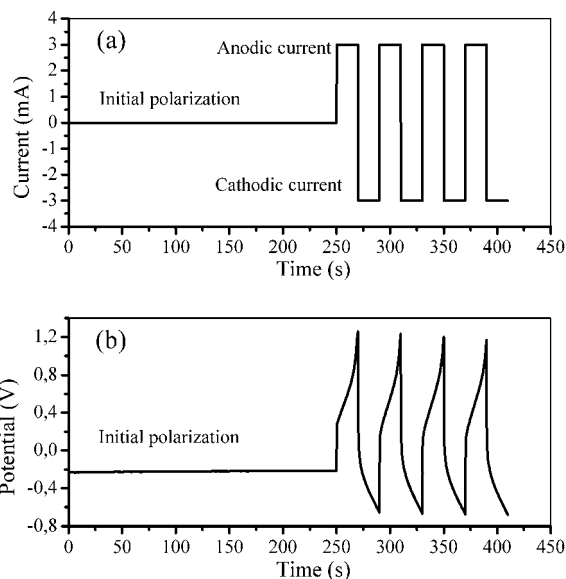 (a)
Anodic current
Initial polarization
Cathodic current
Current (mA)
4
3
2
1
0
-1
-2
-3
-4
0 50 100 150 200 250 300 350 400 450
Time (s)
(b)
Initial polarization
Potential (V)
1,2
0,8
0,4
0,0
-0,4
-0,8
0 50 100 150 200 250 300 350 400 450
Time (s)